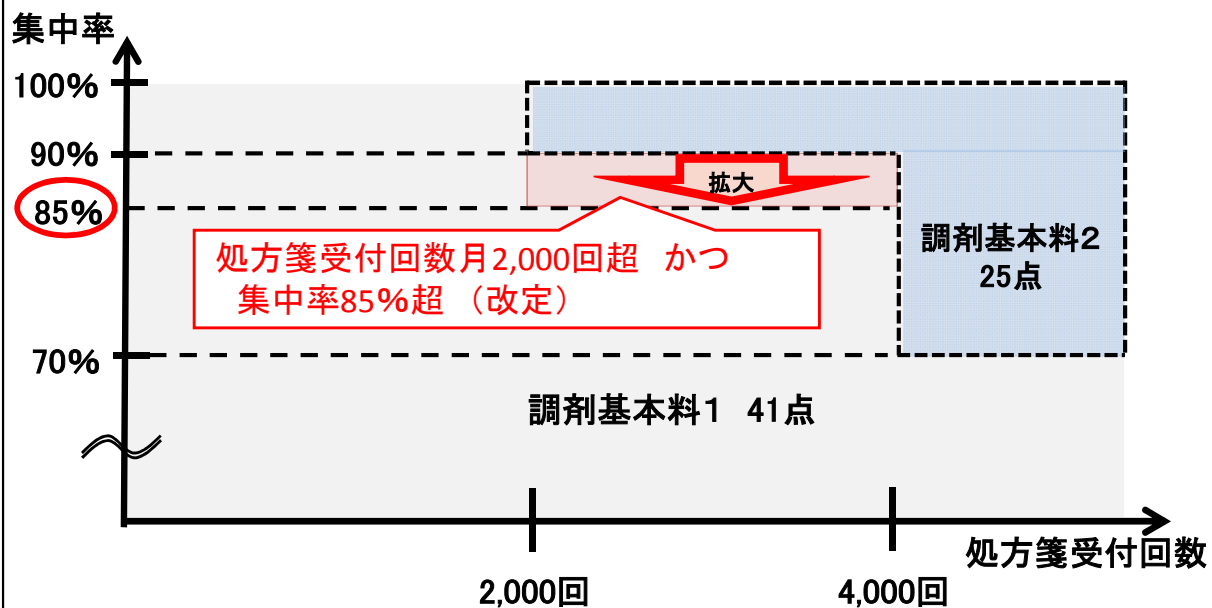 集中率
100%
90%
拡大
85%
調剤基本料2
25点
処方箋受付回数月2,000回超 かつ
集中率85%超 （改定）
70%
調剤基本料1 41点
処方箋受付回数
2,000回
4,000回